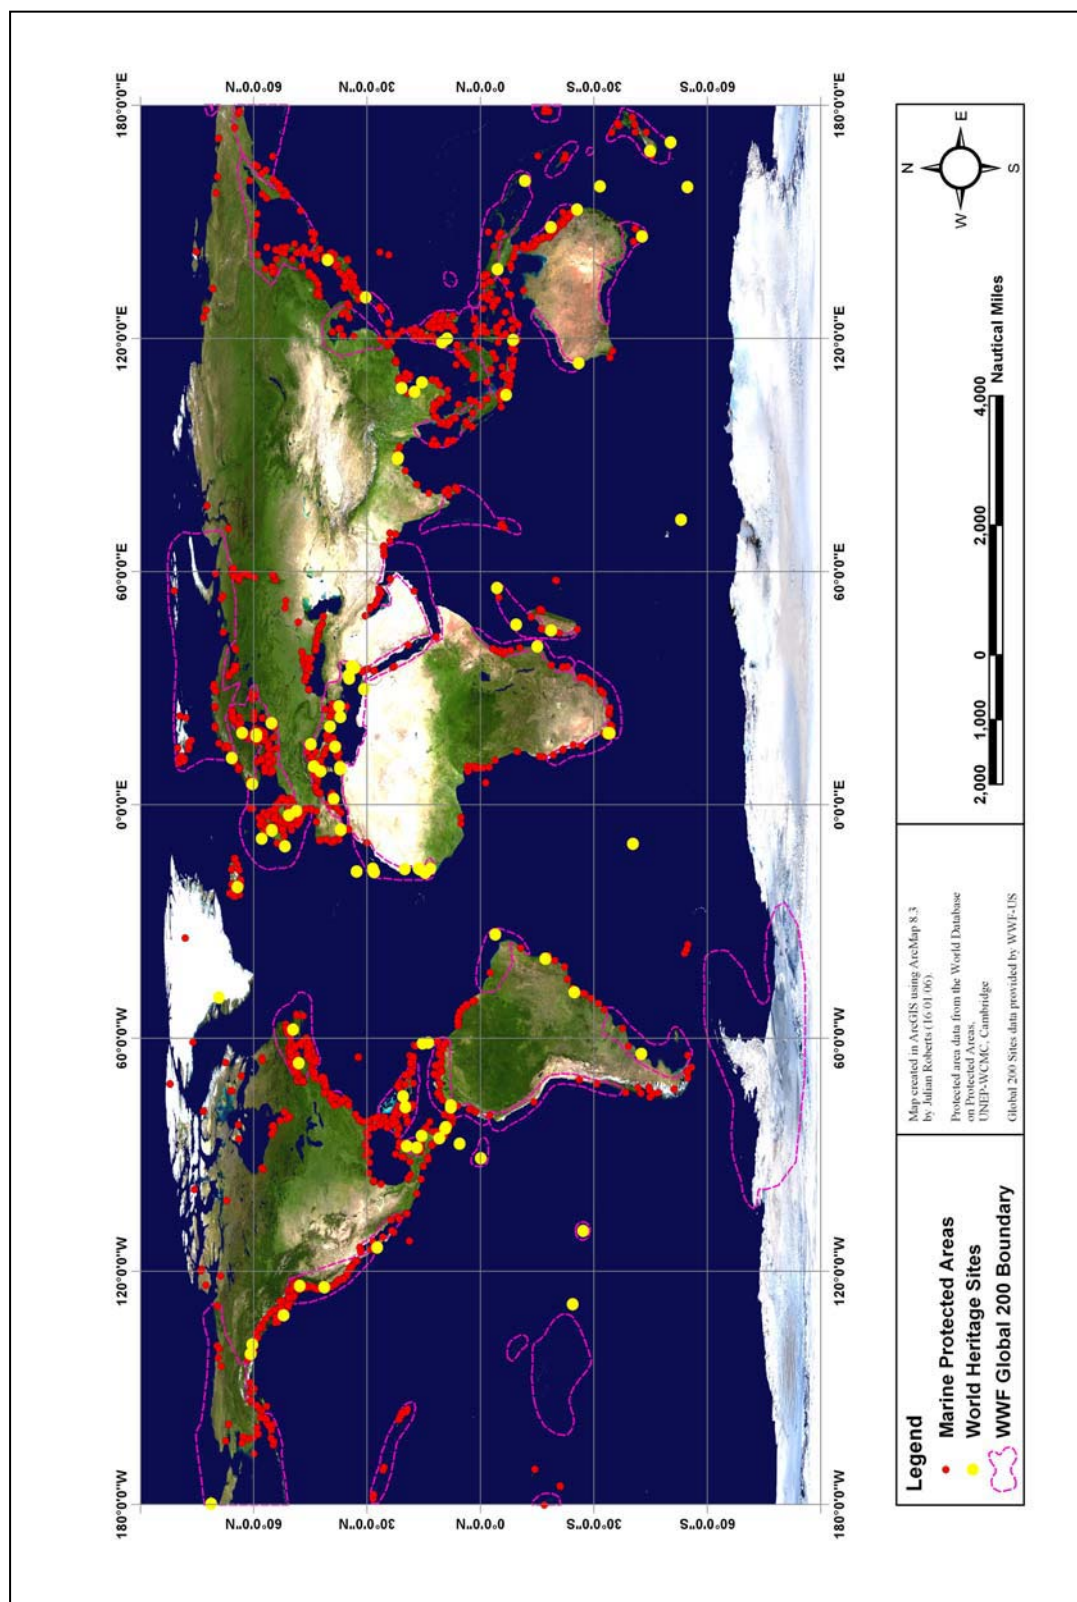 180°0'0"W 120°0'0"W 60°0'0"W 0°0'0"E 60°0'0"E 120°0'0"E 180°0'0"E
60°0'0"N 60°0'0"N
30°0'0"N 30°0'0"N
0°0'0"N 0°0'0"N
30°0'0"S 30°0'0"S
60°0'0"S 60°0'0"S
180°0'0"W 120°0'0"W 60°0'0"W 0°0'0"E 60°0'0"E 120°0'0"E 180°0'0"E
Legend
Marine Protected Areas
World Heritage Sites
WWF Global 200 Boundary
Map created in ArcGIS using ArcMap 8.3
by Julian Roberts (16/01/06).
Protected area data from the World Database
on Protected Areas,
UNEP-WCMC, Cambridge
Global 200 Sites data provided by WWF-US
2,000 1,000 0 2,000 4,000
Nautical Miles
N
W E
S